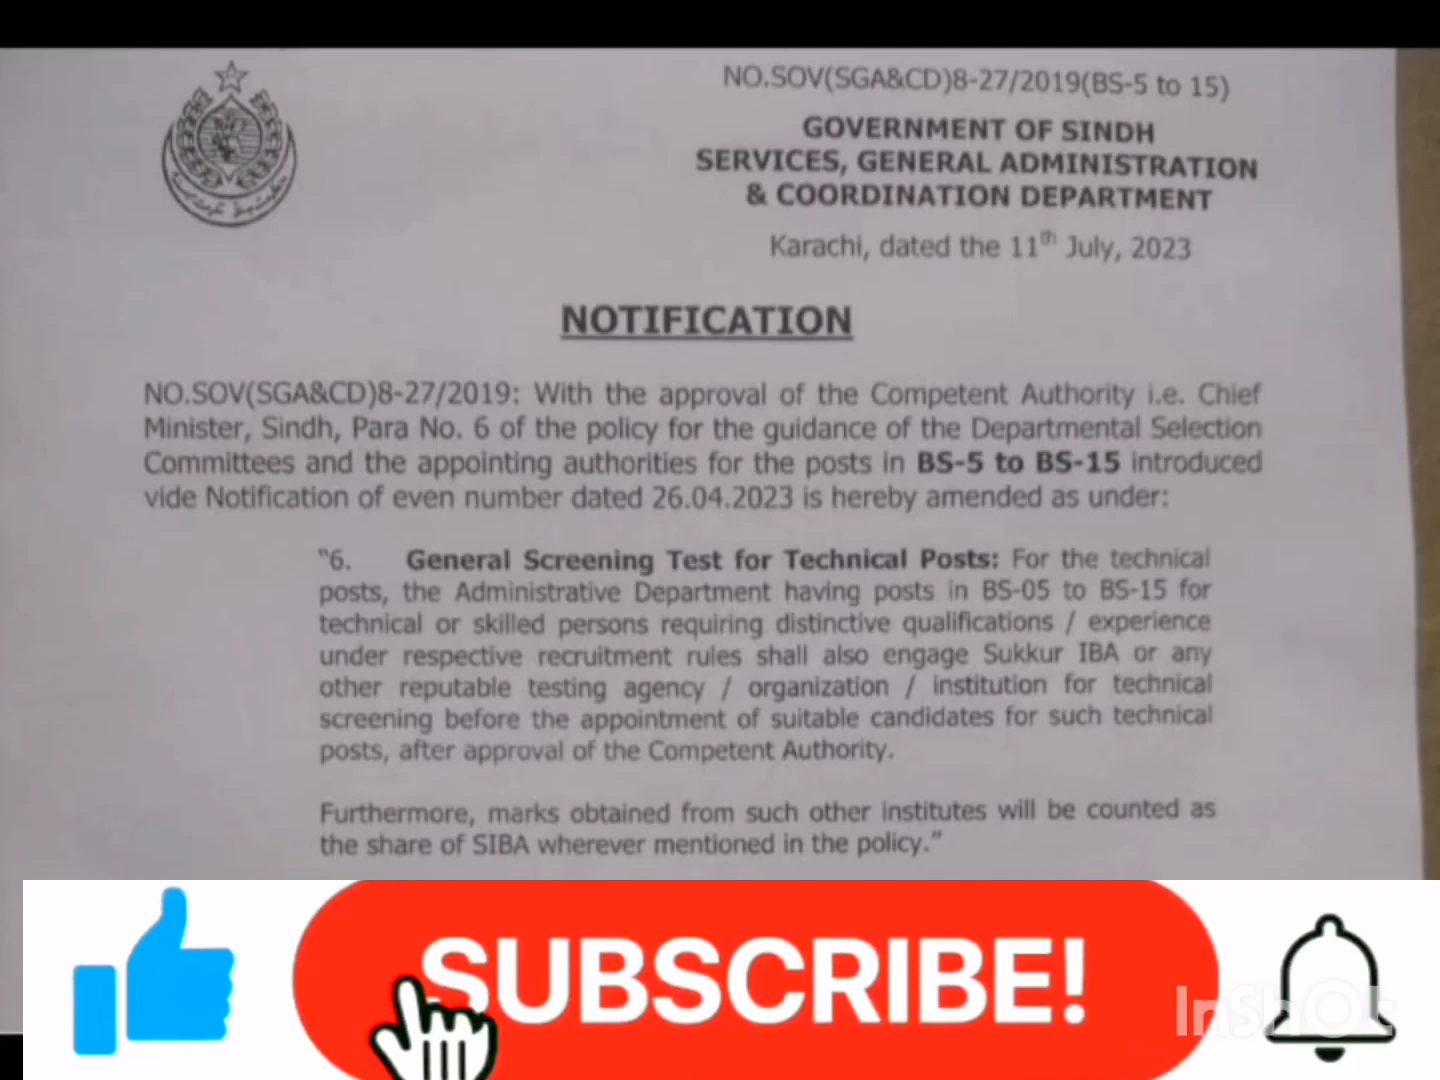 NO.SOV(SGA&CD)8-27/2019(BS-5 to 15)
GOVERNMENT OF SINDH
SERVICES, GENERAL ADMINISTRATION
& COORDINATION DEPARTMENT
Karachi, dated the 11th July, 2023
NOTIFICATION
NO.SOV(SGA&CD)8-27/2019: With the approval of the Competent Authority i.e. Chief
Minister, Sindh, Para No. 6 of the policy for the guidance of the Departmental Selection
Committees and the appointing authorities for the posts in BS-5 to BS-15 introduced
vide Notification of even number dated 26.04.2023 is hereby amended as under:
"6. General Screening Test for Technical Posts: For the technical
posts, the Administrative Department having posts in BS-05 to BS-15 for
technical or skilled persons requiring distinctive qualifications / experience
under respective recruitment rules shall also engage Sukkur IBA or any
other reputable testing agency / organization / institution for technical
screening before the appointment of suitable candidates for such technical
posts, after approval of the Competent Authority.
Furthermore, marks obtained from such other institutes will be counted as
the share of SIBA wherever mentioned in the policy."
SUBSCRIBE!
InShOt